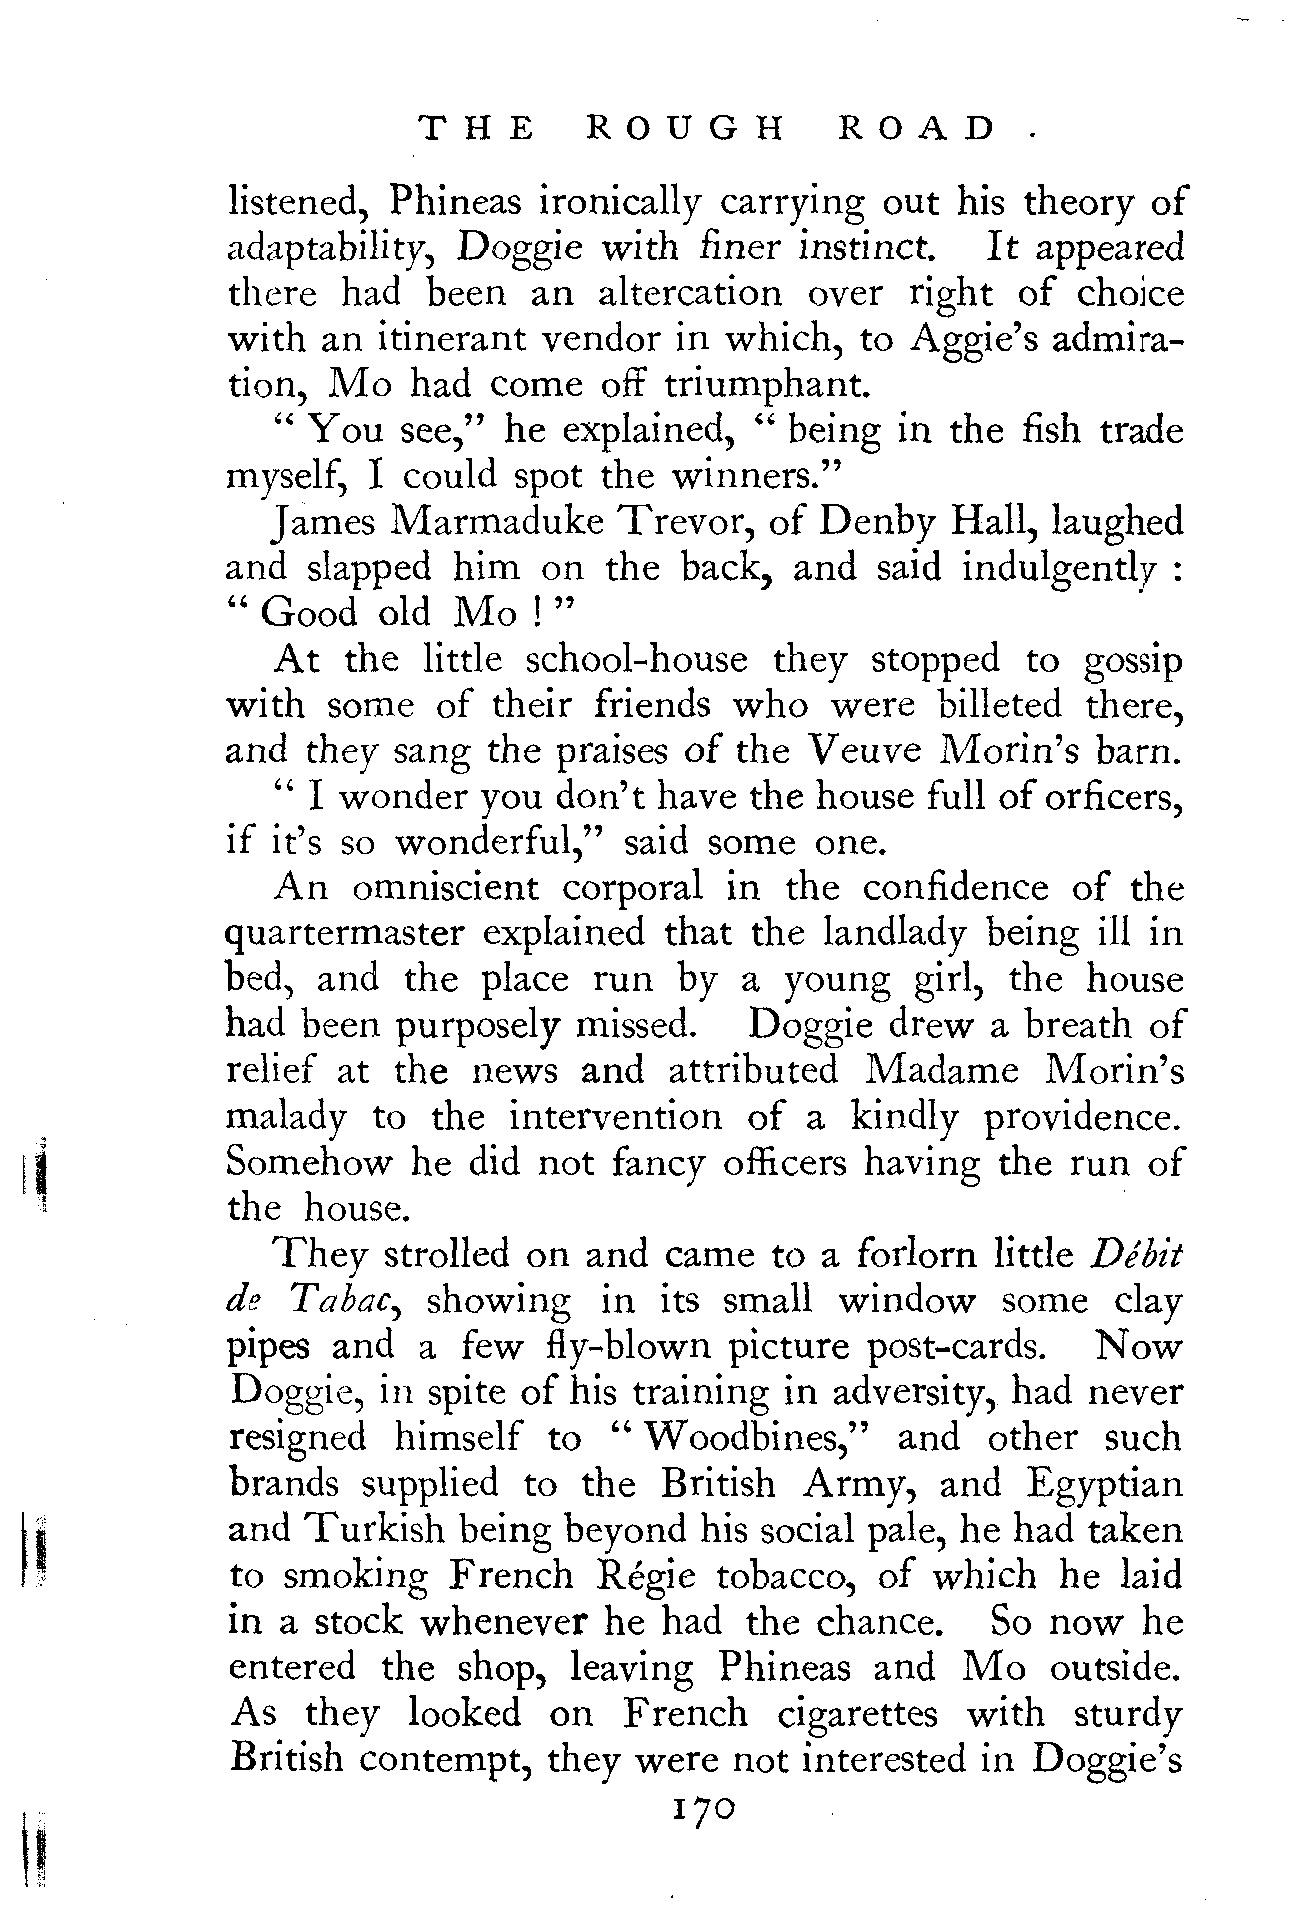 THE ROUGH ROAD
listened, Phineas ironically carrying out his theory of
adaptability, Doggie with finer instinct. It appeared
there had been an altercation over right of choice
with an itinerant vendor in which, to Aggie's admira-
tion, Mo had come off triumphant.
“ You see,” he explained, “ being in the fish trade
myself, I could spot the winners.”
James Marmaduke Trevor, of Denby Hall, laughed
and slapped him on the back, and said indulgently :
“ Good old Mo ! ”
At the little school-house they stopped to gossip
with some of their friends who were billeted there,
and they sang the praises of the Veuve Morin's barn.
“ I wonder you don't have the house full of orficers,
if it's so wonderful,” said some one.
An omniscient corporal in the confidence of the
quartermaster explained that the landlady being ill in
bed, and the place run by a young girl, the house
had been purposely missed. Doggie drew a breath of
relief at the news and attributed Madame Morin's
malady to the intervention of a kindly providence.
Somehow he did not fancy officers having the run of
the house.
They strolled on and came to a forlorn little Débit
de Tabac, showing in its small window some clay
pipes and a few fly-blown picture post-cards. Now
Doggie, in spite of his training in adversity, had never
resigned himself to “ Woodbines,” and other such
brands supplied to the British Army, and Egyptian
and Turkish being beyond his social pale, he had taken
to smoking French Régie tobacco, of which he laid
in a stock whenever he had the chance. So now he
entered the shop, leaving Phineas and Mo outside.
As they looked on French cigarettes with sturdy
British contempt, they were not interested in Doggie's
170